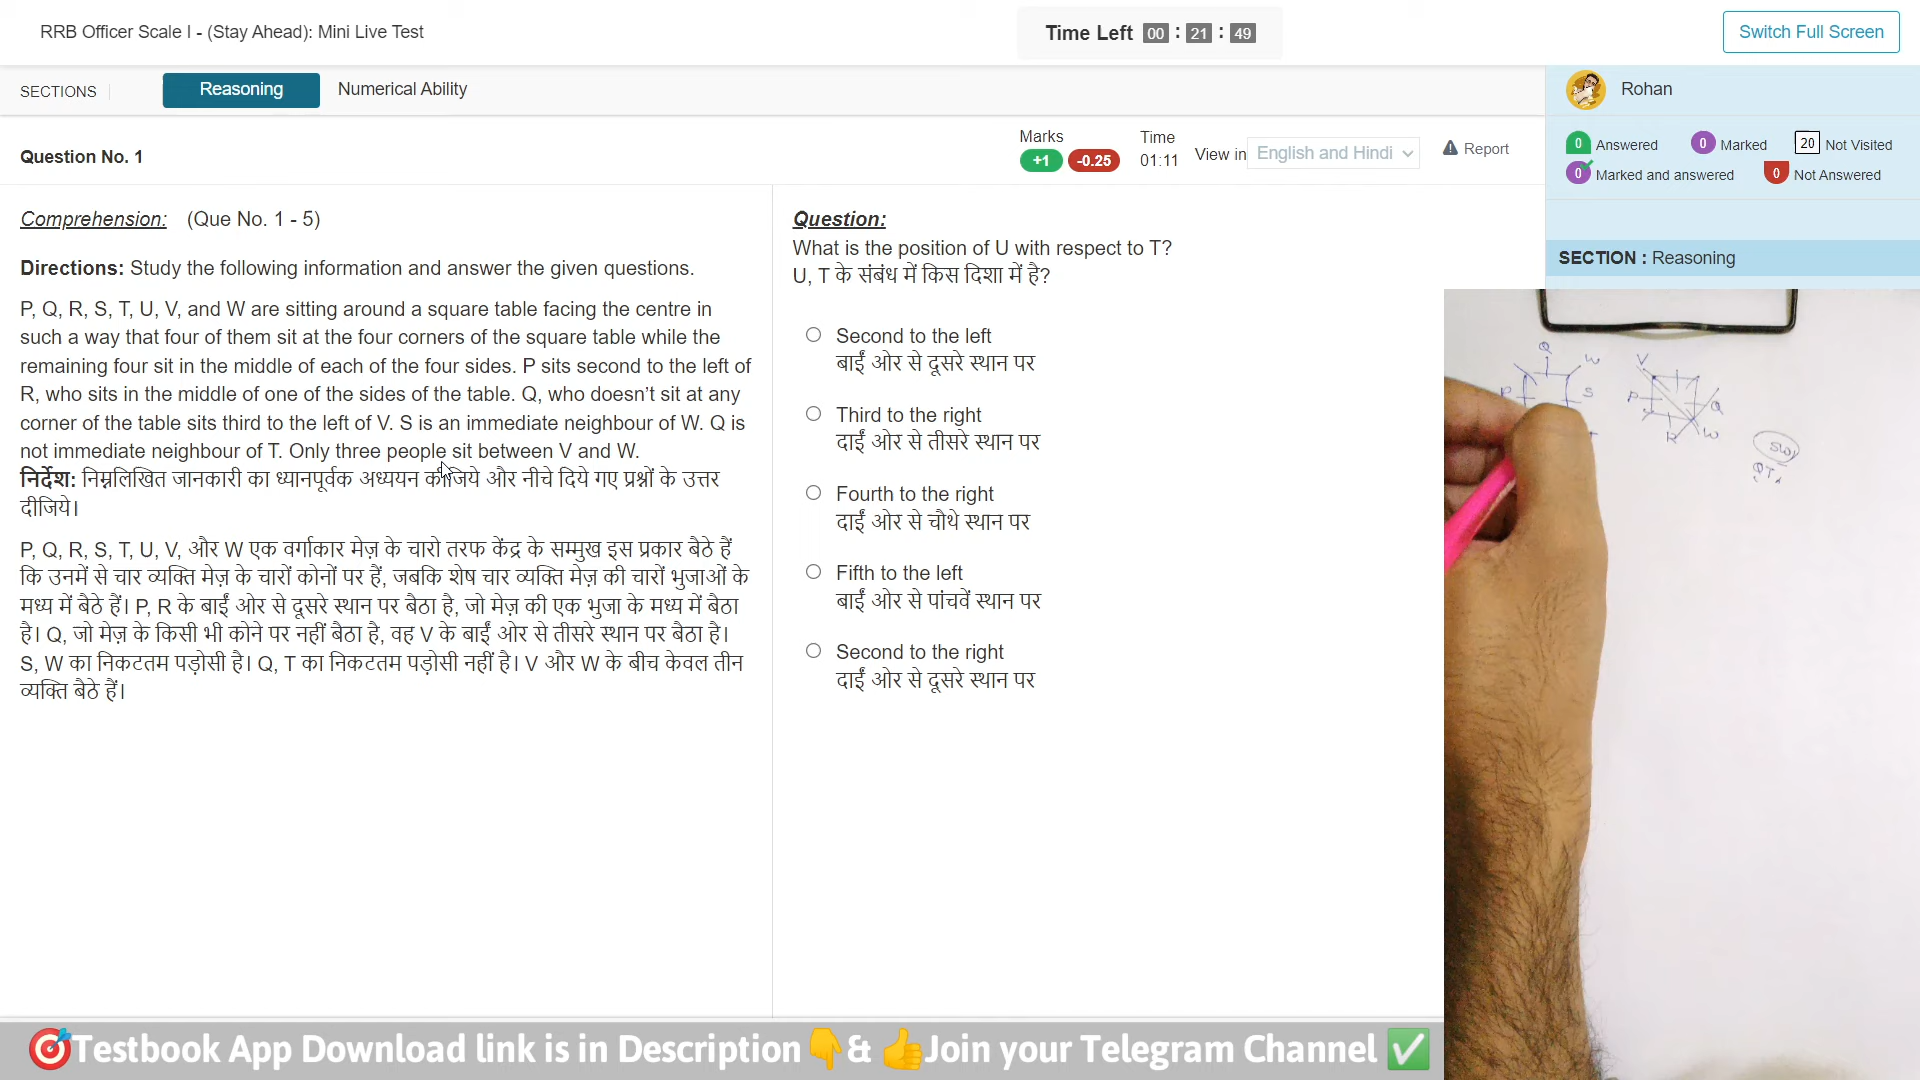 RRB Officer Scale I - (Stay Ahead): Mini Live Test
Time Left 00 : 21 : 49
Switch Full Screen
SECTIONS
Reasoning
Numerical Ability
Rohan
Question No. 1
Marks
+1 -0.25
Time
01:11
View in English and Hindi
Report
0 Answered
0 Marked
20 Not Visited
0 Marked and answered
0 Not Answered
SECTION : Reasoning
Comprehension: (Que No. 1 - 5)
Directions: Study the following information and answer the given questions.
P, Q, R, S, T, U, V, and W are sitting around a square table facing the centre in
such a way that four of them sit at the four corners of the square table while the
remaining four sit in the middle of each of the four sides. P sits second to the left of
R, who sits in the middle of one of the sides of the table. Q, who doesn’t sit at any
corner of the table sits third to the left of V. S is an immediate neighbour of W. Q is
not immediate neighbour of T. Only three people sit between V and W.
निर्देश: निम्नलिखित जानकारी का ध्यानपूर्वक अध्ययन कीजिये और नीचे दिये गए प्रश्नों के उत्तर
दीजिये।
P, Q, R, S, T, U, V, और W एक वर्गाकार मेज़ के चारो तरफ केंद्र के सम्मुख इस प्रकार बैठे हैं
कि उनमें से चार व्यक्ति मेज़ के चारों कोनों पर हैं, जबकि शेष चार व्यक्ति मेज़ की चारों भुजाओं के
मध्य में बैठे हैं। P, R के बाईं ओर से दूसरे स्थान पर बैठा है, जो मेज़ की एक भुजा के मध्य में बैठा
है। Q, जो मेज़ के किसी भी कोने पर नहीं बैठा है, वह V के बाईं ओर से तीसरे स्थान पर बैठा है।
S, W का निकटतम पड़ोसी है। Q, T का निकटतम पड़ोसी नहीं है। V और W के बीच केवल तीन
व्यक्ति बैठे हैं।
Question:
What is the position of U with respect to T?
U, T के संबंध में किस दिशा में है?
Second to the left
बाईं ओर से दूसरे स्थान पर
Third to the right
दाईं ओर से तीसरे स्थान पर
Fourth to the right
दाईं ओर से चौथे स्थान पर
Fifth to the left
बाईं ओर से पांचवें स्थान पर
Second to the right
दाईं ओर से दूसरे स्थान पर
Q
W
P
S
V
P
Q
R
W
SW
QT
Testbook App Download link is in Description & Join your Telegram Channel